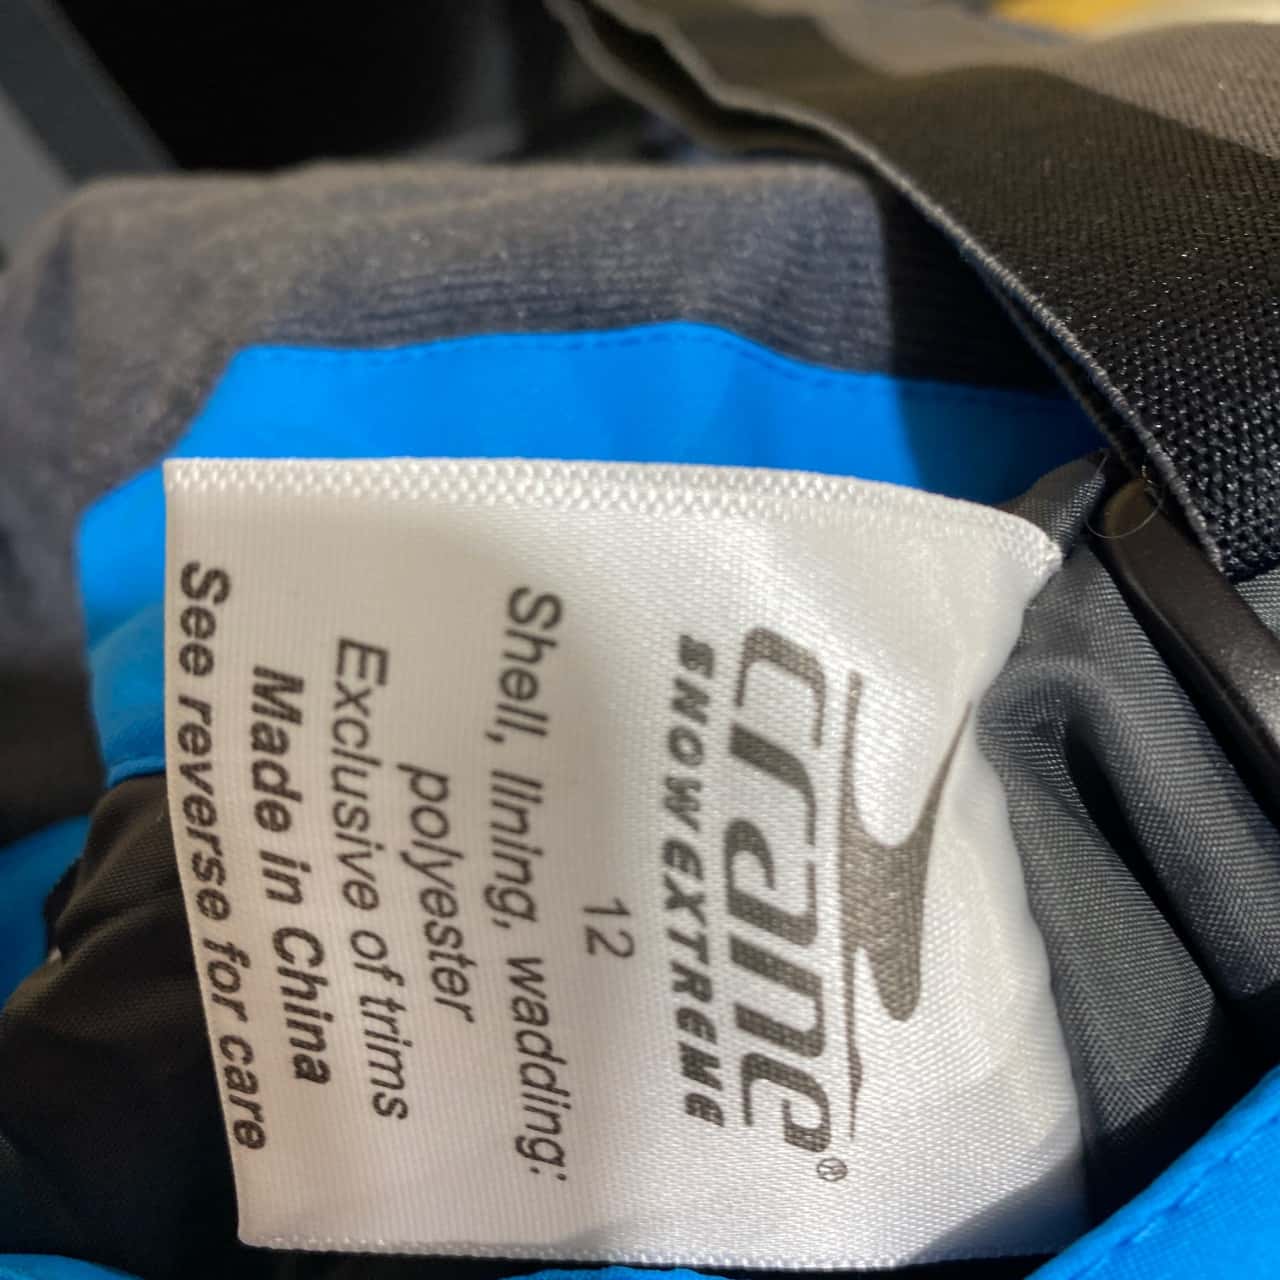 crane®
SNOWEXTREME
12
Shell, lining, wadding:
polyester
Exclusive of trims
Made in China
See reverse for care